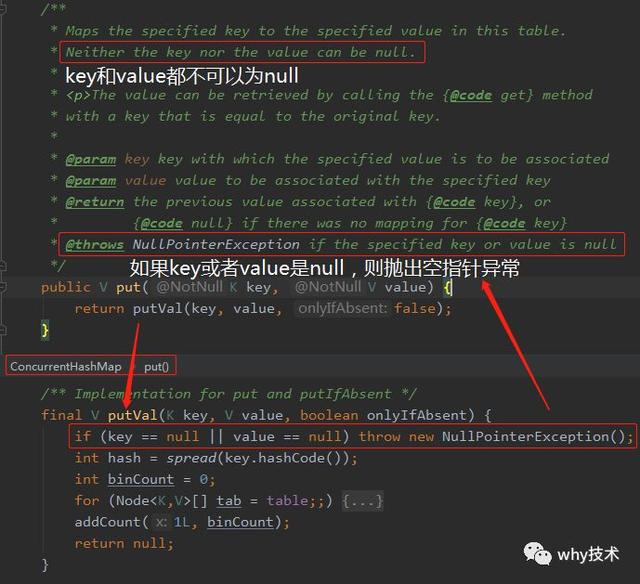 /**
* Maps the specified key to the specified value in this table.
* Neither the key nor the value can be null.
*
key和value都不可以为null
* <p>The value can be retrieved by calling the {@code get} method
* with a key that is equal to the original key.
*
* @param key key with which the specified value is to be associated
* @param value value to be associated with the specified key
* @return the previous value associated with {@code key}, or
* {@code null} if there was no mapping for {@code key}
* @throws NullPointerException if the specified key or value is null
*/
如果key或者value是null，则抛出空指针异常
public V put( @NotNull K key, @NotNull V value) {
return putVal(key, value, onlyIfAbsent: false);
}
ConcurrentHashMap put()
/** Implementation for put and putIfAbsent */
final V putVal(K key, V value, boolean onlyIfAbsent) {
if (key == null || value == null) throw new NullPointerException();
int hash = spread(key.hashCode());
int binCount = 0;
for (Node<K,V>[] tab = table;;) {...}
addCount( x: 1L, binCount);
return null;
}
why技术